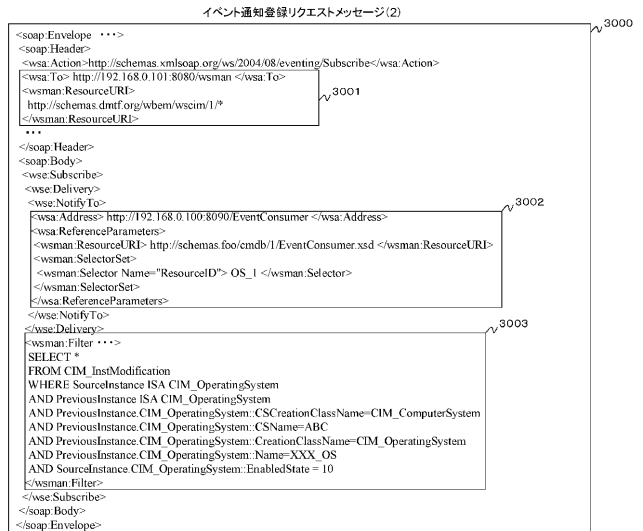 イベント通知登録リクエストメッセージ(2)
3000
<soap:Envelope ・・・>
<soap:Header>
<wsa:Action>http://schemas.xmlsoap.org/ws/2004/08/eventing/Subscribe</wsa:Action>
<wsa:To> http://192.168.0.101:8080/wsman </wsa:To>
<wsman:ResourceURI>
3001
http://schemas.dmtf.org/wbem/wscim/1/*
</wsman:ResourceURI>
・・・
</soap:Header>
<soap:Body>
<wse:Subscribe>
<wse:Delivery>
<wse:NotifyTo>
3002
<wsa:Address> http://192.168.0.100:8090/EventConsumer </wsa:Address>
<wsa:ReferenceParameters>
<wsman:ResourceURI> http://schemas.foo/cmdb/1/EventConsumer.xsd </wsman:ResourceURI>
<wsman:SelectorSet>
<wsman:Selector Name="ResourceID"> OS_1 </wsman:Selector>
</wsman:SelectorSet>
</wsa:ReferenceParameters>
</wse:NotifyTo>
</wse:Delivery>
3003
<wsman:Filter ・・・>
SELECT *
FROM CIM_InstModification
WHERE SourceInstance ISA CIM_OperatingSystem
AND PreviousInstance ISA CIM_OperatingSystem
AND PreviousInstance.CIM_OperatingSystem::CSCreationClassName=CIM_ComputerSystem
AND PreviousInstance.CIM_OperatingSystem::CSName=ABC
AND PreviousInstance.CIM_OperatingSystem::CreationClassName=CIM_OperatingSystem
AND PreviousInstance.CIM_OperatingSystem::Name=XXX_OS
AND SourceInstance.CIM_OperatingSystem::EnabledState = 10
</wsman:Filter>
</wse:Subscribe>
</soap:Body>
</soap:Envelope>